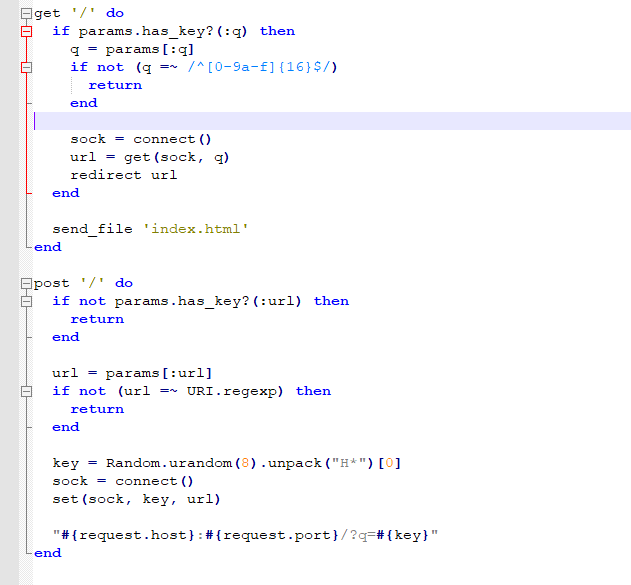 get '/' do
  if params.has_key?(:q) then
    q = params[:q]
    if not (q =~ /^[0-9a-f]{16}$/)
      return
    end

    sock = connect()
    url = get(sock, q)
    redirect url
  end

  send_file 'index.html'
end

post '/' do
  if not params.has_key?(:url) then
    return
  end

  url = params[:url]
  if not (url =~ URI.regexp) then
    return
  end

  key = Random.urandom(8).unpack("H*")[0]
  sock = connect()
  set(sock, key, url)

  "#{request.host}:#{request.port}/?q=#{key}"
end